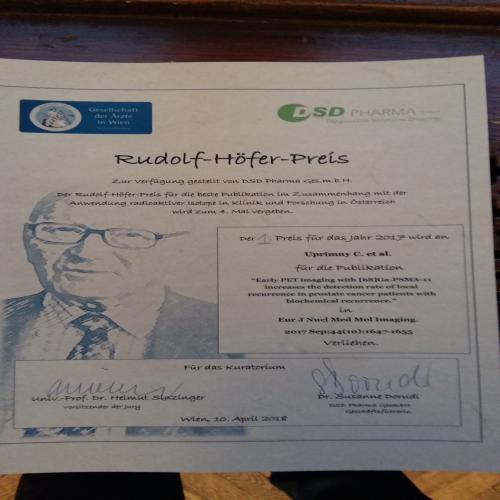 Gesellschaft
der Ärzte
in Wien
DSD PHARMA GmbH
Rudolf-Höfer-Preis
Zur Verfügung gestellt von DSD Pharma Ges.m.b.H.
Der Rudolf-Höfer-Preis für die beste Publikation im Zusammenhang mit der
Anwendung radioaktiver Isotope in Klinik und Forschung in Österreich
wird zum 4. Mal vergeben.
Der 1. Preis für das Jahr 2017 wird an
Uprimny C. et al.
für die Publikation
"Early PET imaging with [68]Ga-PSMA-11
increases the detection rate of local
recurrence in prostate cancer patients with
biochemical recurrence."
in
Eur J Nucl Med Mol Imaging.
2017 Sep;44(10):1647-1655
Verliehen.
Für das Kuratorium
Univ.-Prof. Dr. Helmut Sinzinger
Vorsitzender der Jury
Dr. Susanne Dorudi
DSD Pharma GesmbH
Geschäftsführerin
Wien, 10. April 2018